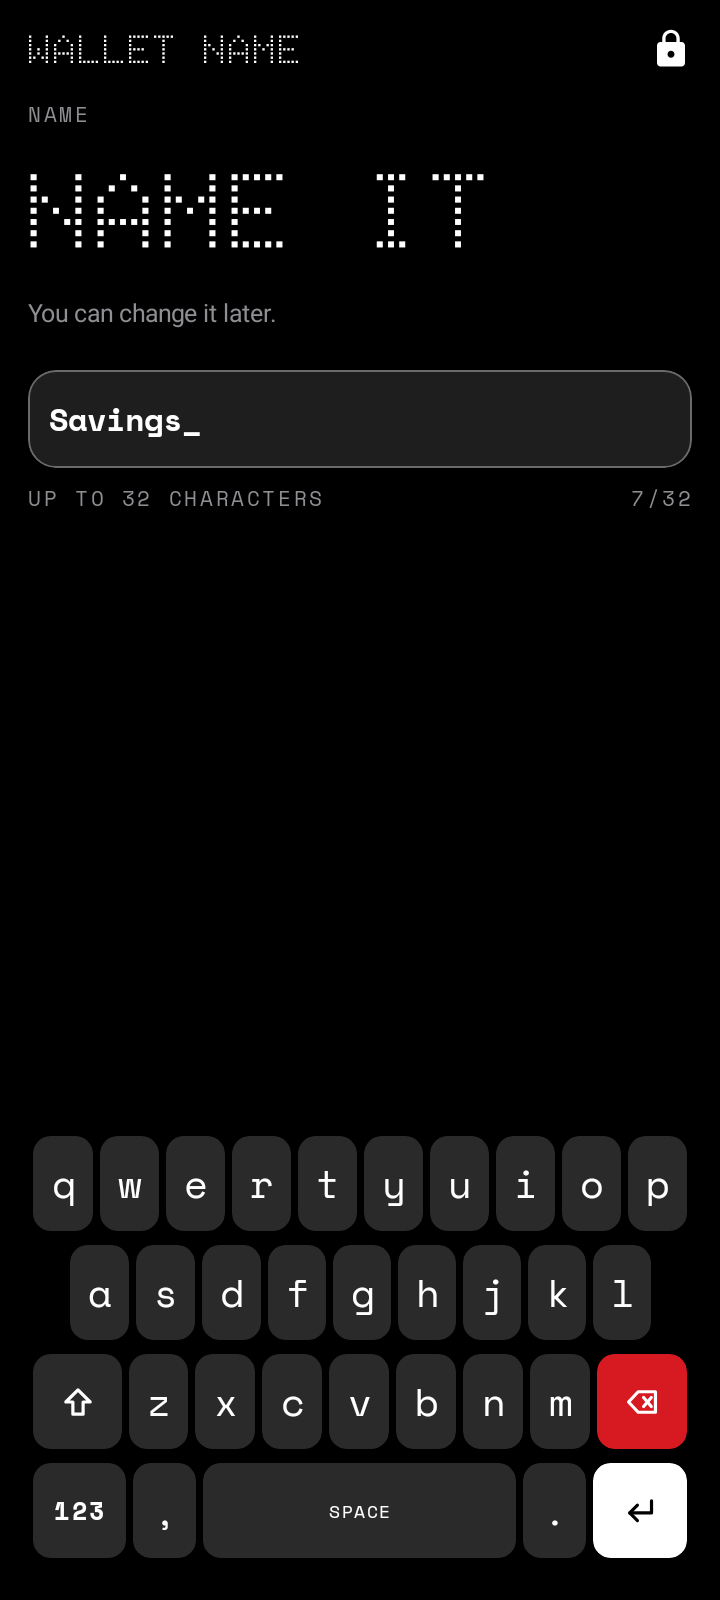 WALLET NAME
NAME
NAME IT
You can change it later.
Savings_
UP TO 32 CHARACTERS 7/32
q w e r t y u i o p
a s d f g h j k l
z x c v b n m
123 , SPACE .